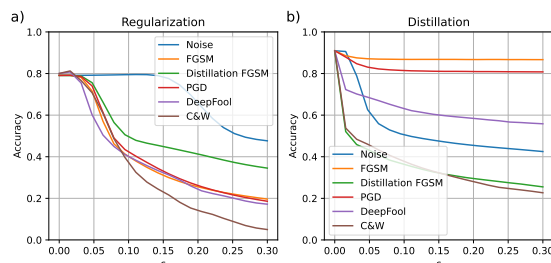 a)
Regularization
Accuracy
1.0
0.8
0.6
0.4
0.2
0.0
0.00 0.05 0.10 0.15 0.20 0.25 0.30
Noise
FGSM
Distillation FGSM
PGD
DeepFool
C&W
b)
Distillation
Accuracy
1.0
0.8
0.6
0.4
0.2
0.0
0.00 0.05 0.10 0.15 0.20 0.25 0.30
Noise
FGSM
Distillation FGSM
PGD
DeepFool
C&W